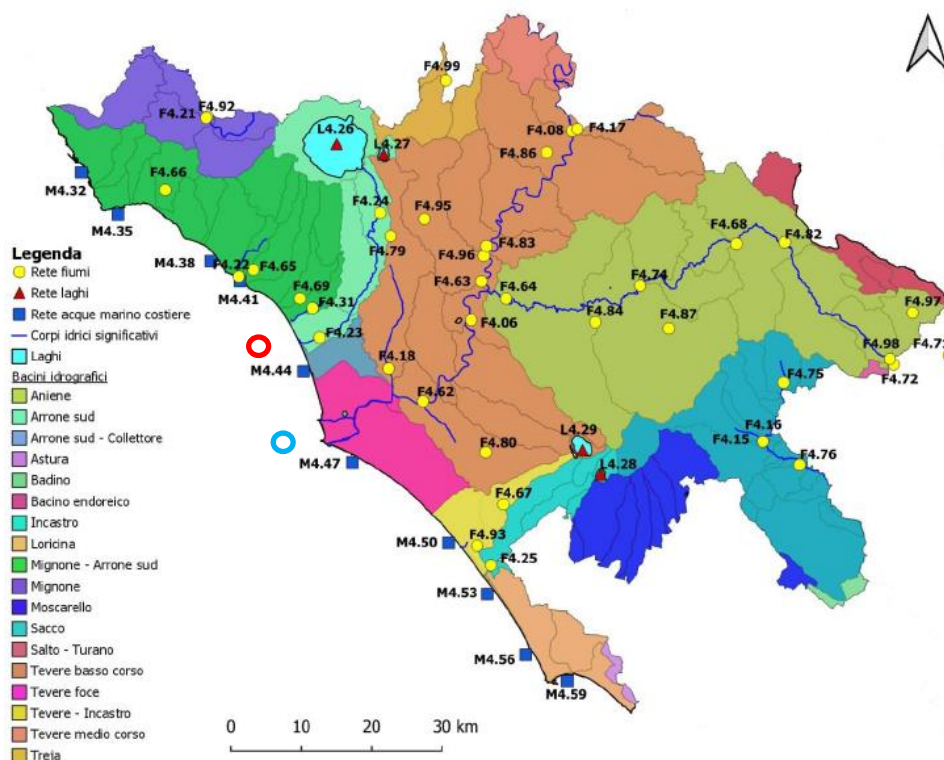 F4.99
F4.92
F4.21
L4.26
F4.08
F4.17
L4.27
F4.86
M4.32
F4.66
F4.24
F4.95
M4.35
F4.79
F4.83
F4.68
F4.82
Legenda
Rete fiumi
Rete laghi
Rete acque marino costiere
Corpi idrici significativi
Laghi
Bacini idrografici
Aniene
Arrone sud
Arrone sud - Collettore
Astura
Badino
Bacino endoreico
Incastro
Loricina
Mignone - Arrone sud
Mignone
Moscarello
Sacco
Salto - Turano
Tevere basso corso
Tevere foce
Tevere - Incastro
Tevere medio corso
Treja
M4.38
F4.22
F4.65
F4.96
M4.41
F4.69
F4.31
F4.63
F4.64
F4.74
F4.97
F4.23
F4.06
F4.84
F4.87
M4.44
F4.18
F4.98
F4.72
F4.75
F4.62
L4.29
F4.16
F4.15
F4.76
M4.47
F4.80
L4.28
F4.67
M4.50
F4.93
F4.25
M4.53
M4.56
M4.59
0 10 20 30 km